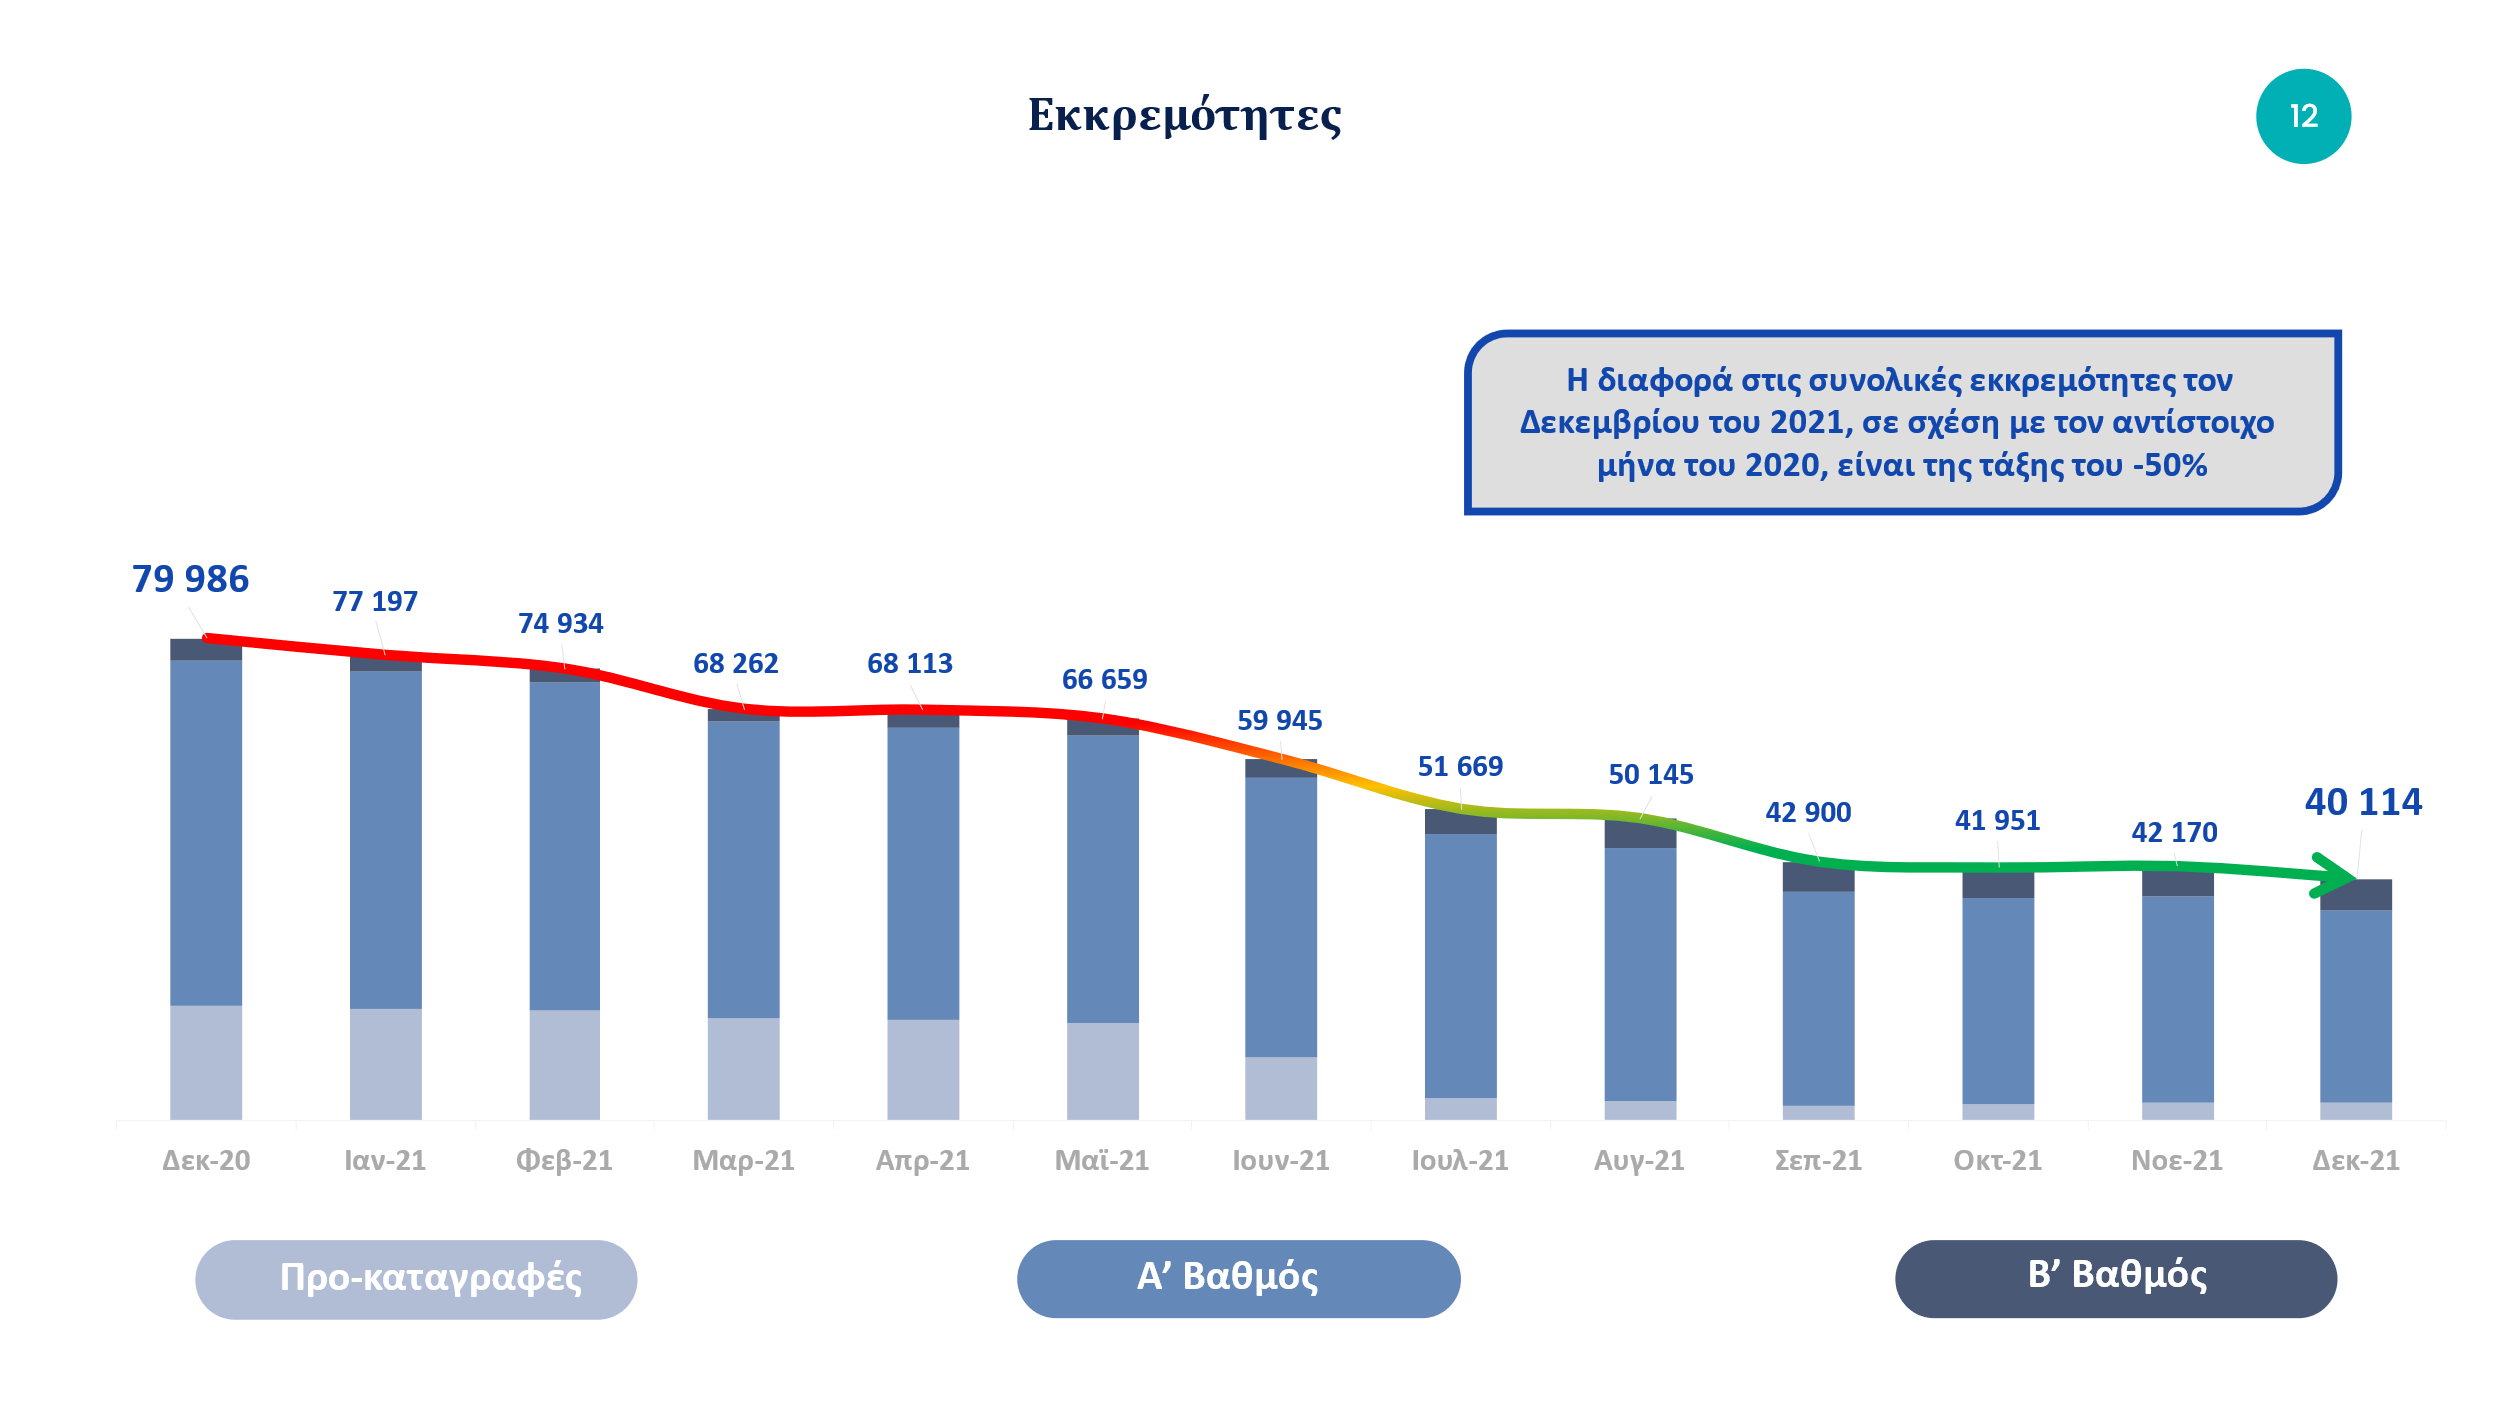 Εκκρεμότητες
12
Η διαφορά στις συνολικές εκκρεμότητες τον
Δεκεμβρίου του 2021, σε σχέση με τον αντίστοιχο
μήνα του 2020, είναι της τάξης του -50%
79 986
77 197
74 934
68 262
68 113
66 659
59 945
51 669
50 145
42 900
41 951
42 170
40 114
Δεκ-20
Ιαν-21
Φεβ-21
Μαρ-21
Απρ-21
Μαϊ-21
Ιουν-21
Ιουλ-21
Αυγ-21
Σεπ-21
Οκτ-21
Νοε-21
Δεκ-21
Προ-καταγραφές
Α’ Βαθμός
Β’ Βαθμός